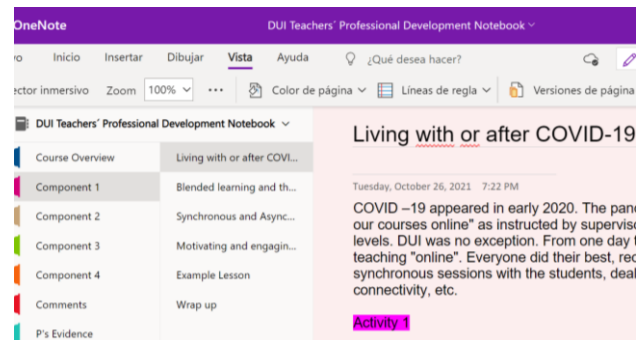 OneNote
DUI Teachers' Professional Development Notebook
Inicio Insertar Dibujar Vista Ayuda ¿Qué desea hacer?
inmersivo Zoom 100% ... Color de página Líneas de regla Versiones de página
DUI Teachers' Professional Development Notebook
Living with or after COVID-19
Course Overview
Living with or after COVI...
Component 1
Blended learning and th...
Tuesday, October 26, 2021 7:22 PM
Component 2
Synchronous and Async...
COVID –19 appeared in early 2020. The
our courses online" as instructed by
Component 3
Motivating and engagin...
levels. DUI was no exception. From one day
teaching "online". Everyone did their best,
Component 4
Example Lesson
synchronous sessions with the students,
connectivity, etc.
Comments
Wrap up
Activity 1
P's Evidence